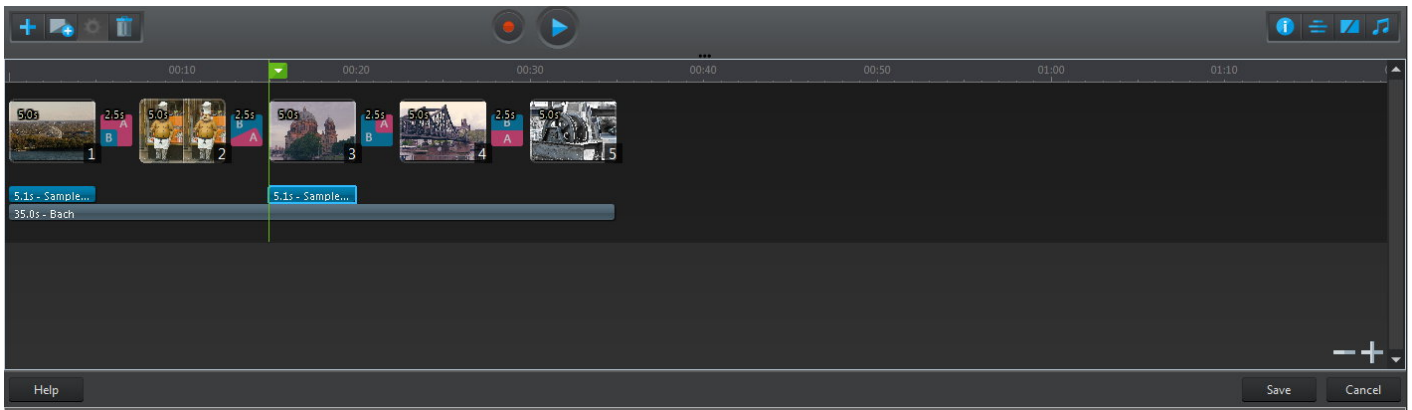 00:10 00:20 00:30 00:40 00:50 01:00 01:10
5.0s 2.5s 5.0s 2.5s 5.0s 2.5s 5.0s 2.5s 5.0s
A B B A A B B A
1 2 3 4 5
5.1s - Sample... 5.1s - Sample...
35.0s - Bach
Help Save Cancel